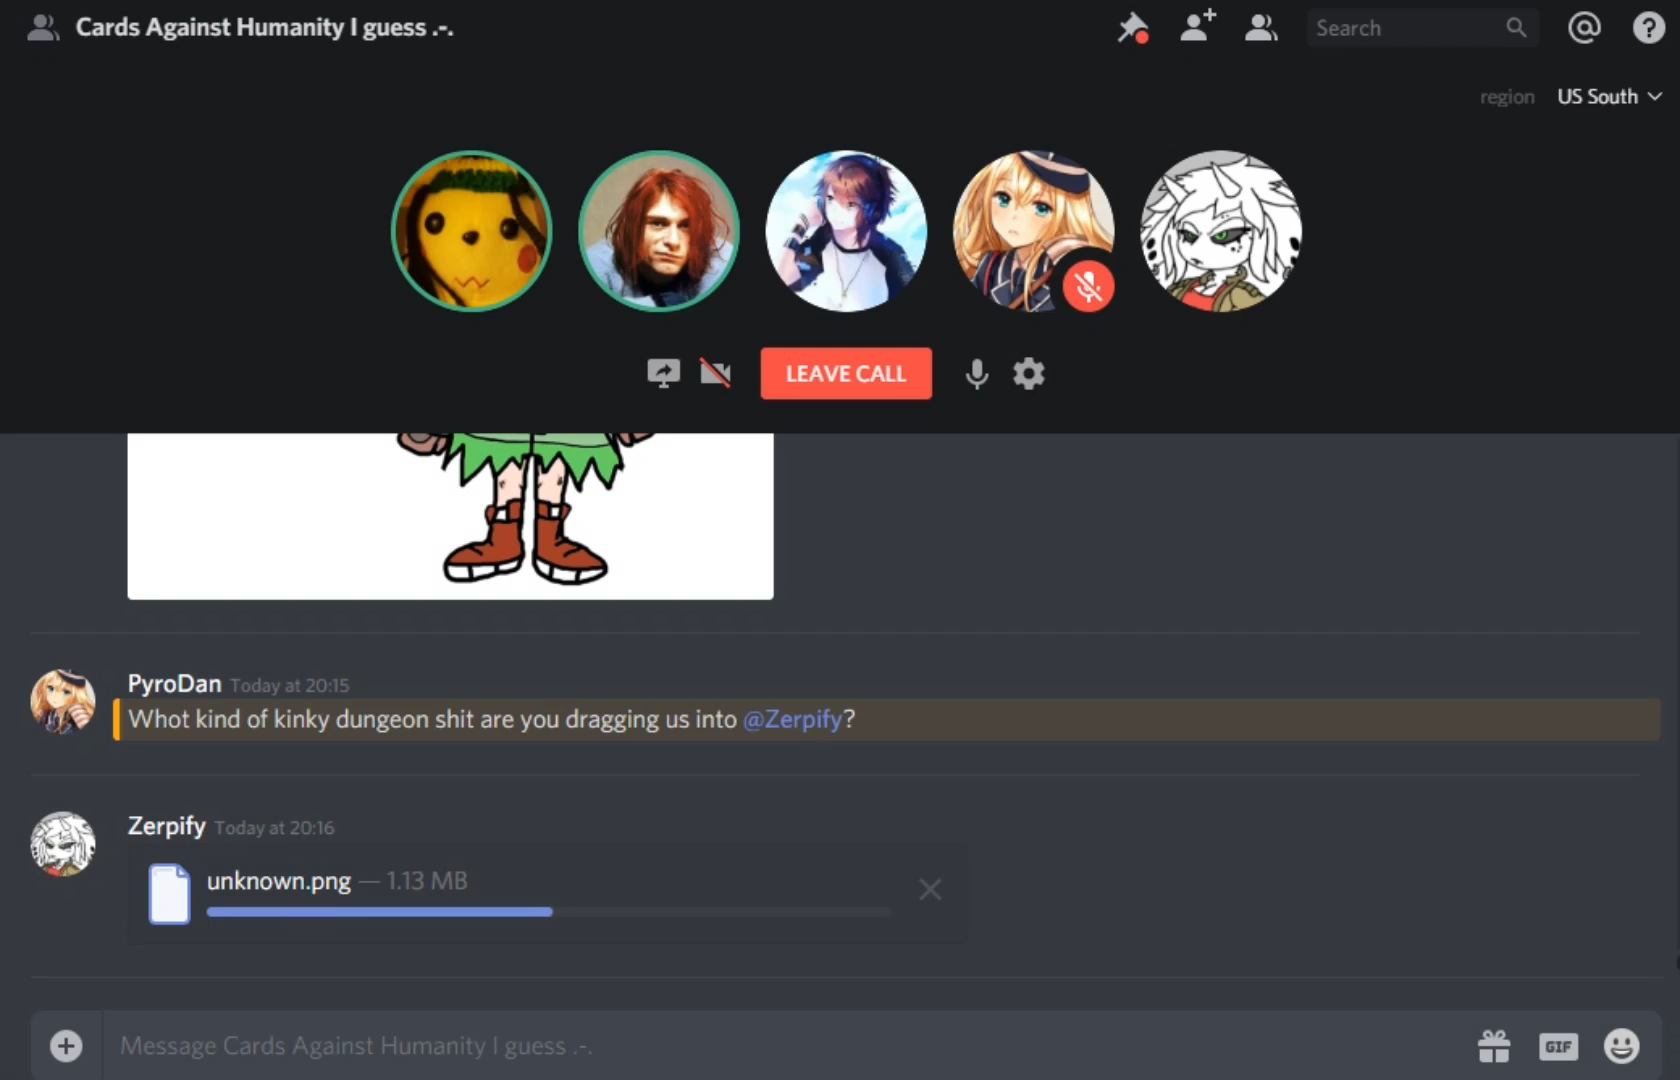 Cards Against Humanity I guess .-.
Search
region US South
LEAVE CALL
PyroDan Today at 20:15
Whot kind of kinky dungeon shit are you dragging us into @Zerpify?
Zerpify Today at 20:16
unknown.png — 1.13 MB
Message Cards Against Humanity I guess .-.
GIF